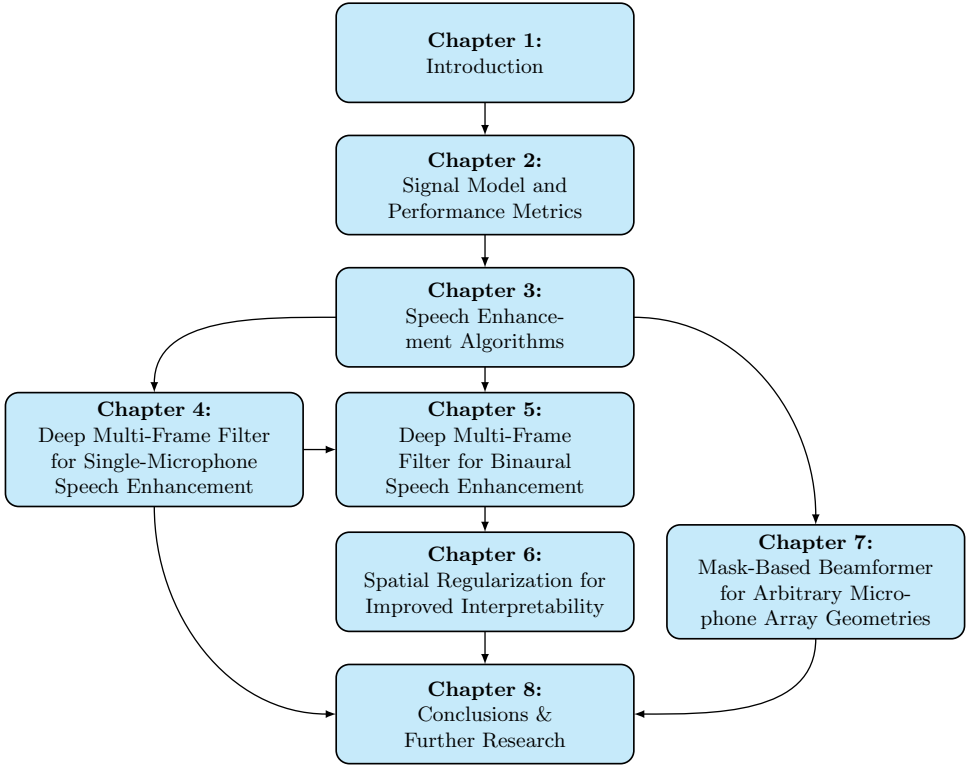 Chapter 1:
Introduction
Chapter 2:
Signal Model and
Performance Metrics
Chapter 3:
Speech Enhance-
ment Algorithms
Chapter 4:
Deep Multi-Frame Filter
for Single-Microphone
Speech Enhancement
Chapter 5:
Deep Multi-Frame
Filter for Binaural
Speech Enhancement
Chapter 6:
Spatial Regularization for
Improved Interpretability
Chapter 7:
Mask-Based Beamformer
for Arbitrary Micro-
phone Array Geometries
Chapter 8:
Conclusions &
Further Research